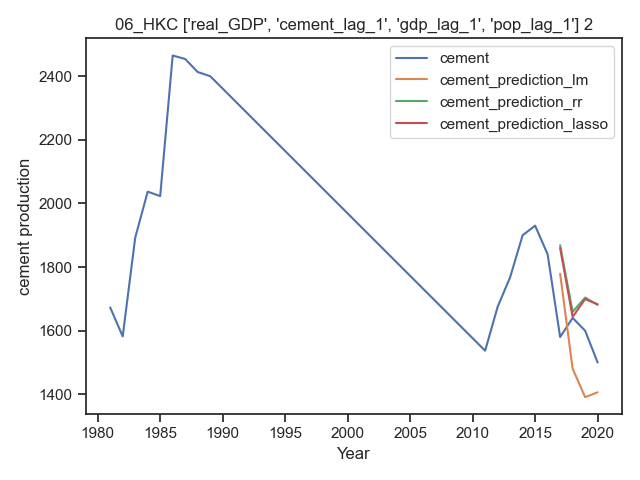 06_HKC ['real_GDP', 'cement_lag_1', 'gdp_lag_1', 'pop_lag_1'] 2
cement
cement_prediction_lm
cement_prediction_rr
cement_prediction_lasso
cement production
2400
2200
2000
1800
1600
1400
1980 1985 1990 1995 2000 2005 2010 2015 2020
Year